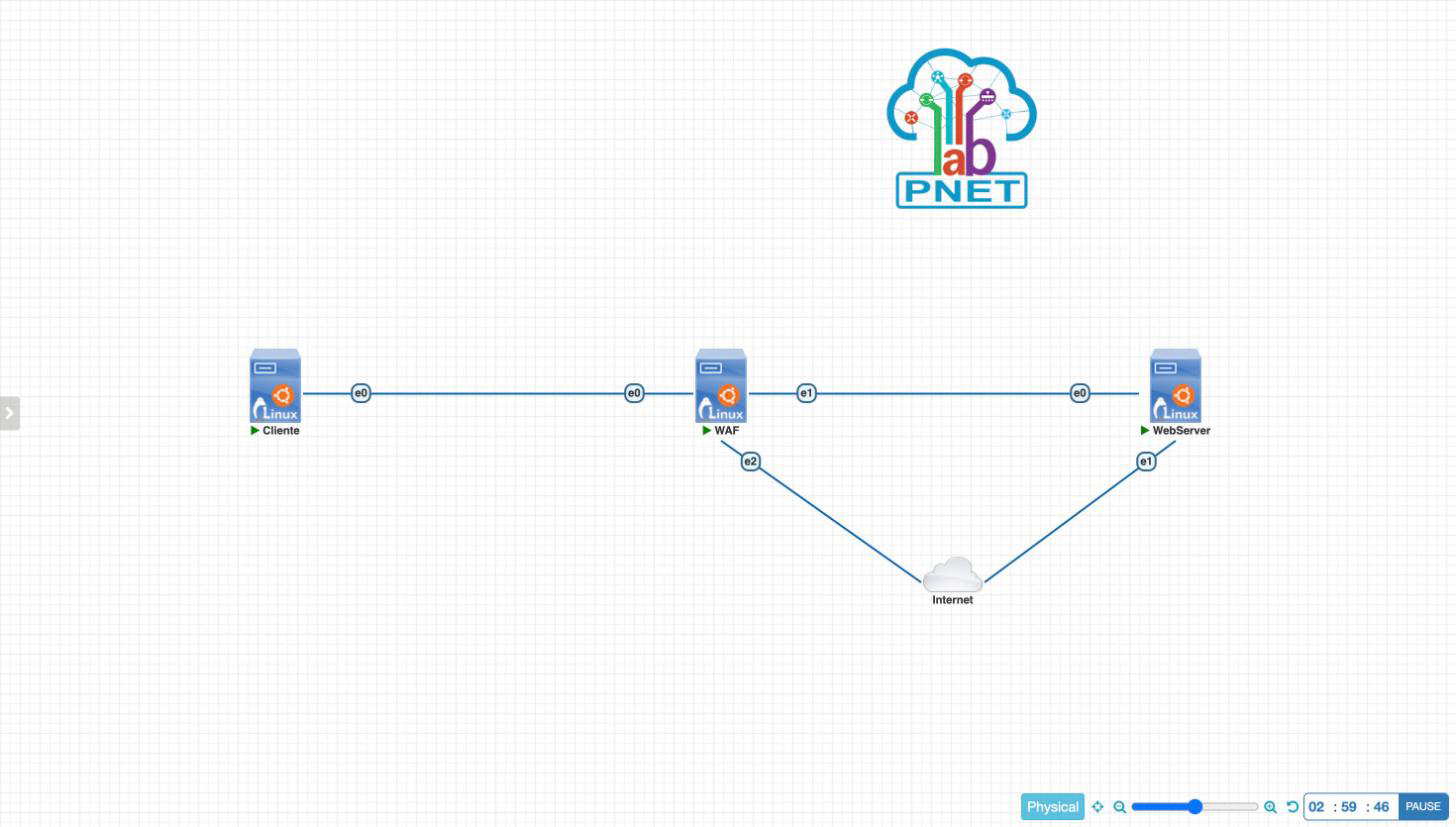 lab
PNET
e0
e0
e1
e0
Linux
Linux
Linux
Cliente
WAF
WebServer
e2
e1
Internet
Physical
02 : 59 : 46
PAUSE